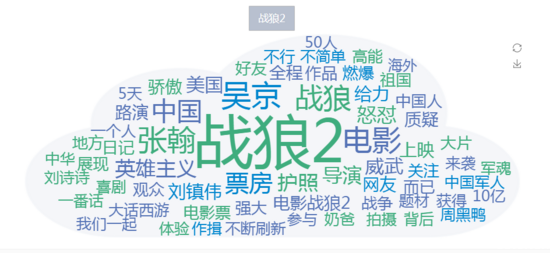 战狼2
50人
不行 不简单 高能
好友 全程 作品 燃爆 海外
5天 骄傲 美国 吴京 战狼 给力 祖国
路演 中国 怒怼 中国人
一个人 张翰 战狼2 电影 质疑
地方 日记 上映 大片
中华 展现 英雄主义 导演 威武 关注 来袭 军魂
刘诗诗 喜剧 观众 刘镇伟 票房 护照 网友 而已 中国军人
一番话 大话西游 电影票 强大 电影战狼2 战争 题材 获得 10亿
我们一起 体验 作揖 不断刷新 参与 奶爸 拍摄 背后 周黑鸭